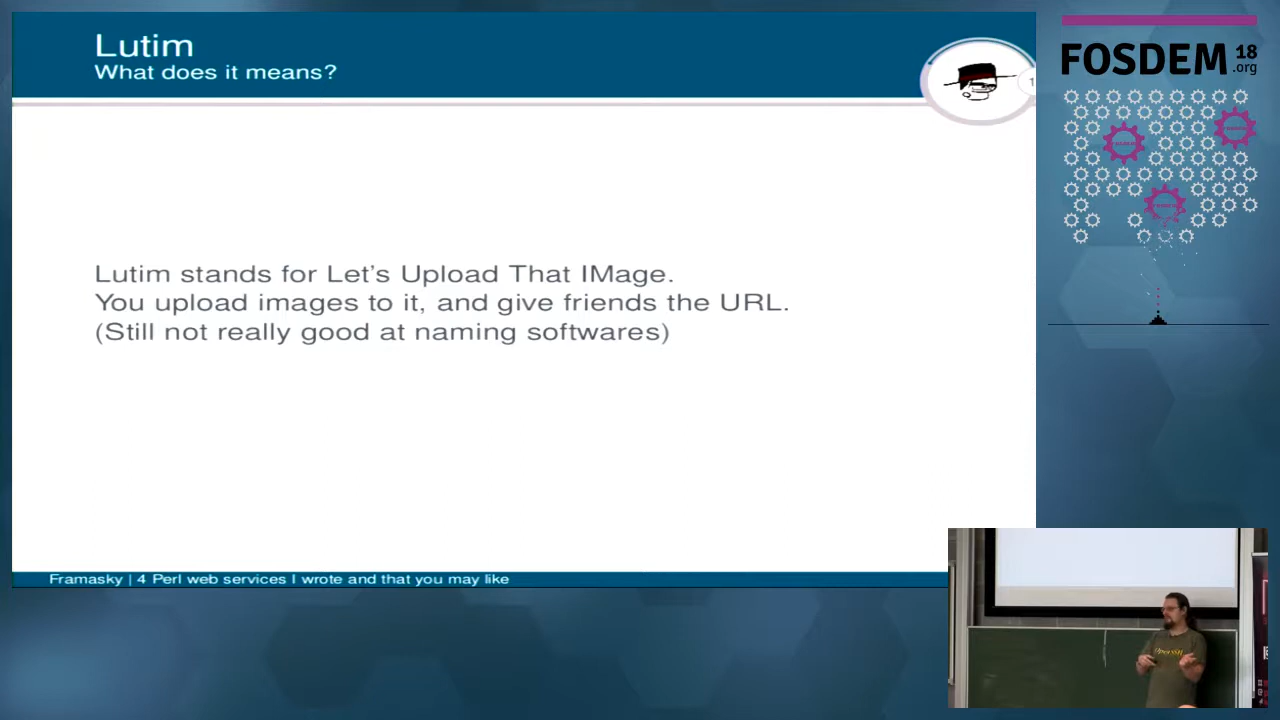 Lutim
What does it means?
1
FOSDEM 18
.org
Lutim stands for Let's Upload That IMage.
You upload images to it, and give friends the URL.
(Still not really good at naming softwares)
Framasky | 4 Perl web services I wrote and that you may like